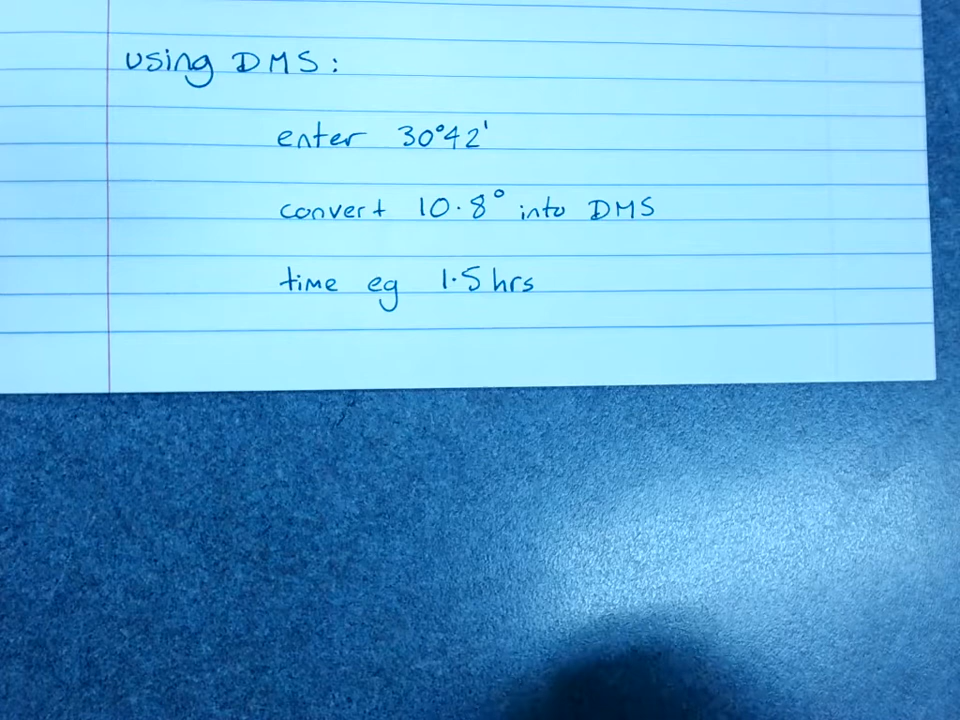 using DMS:
enter 30°42'
convert 10.8° into DMS
time eg 1.5 hrs